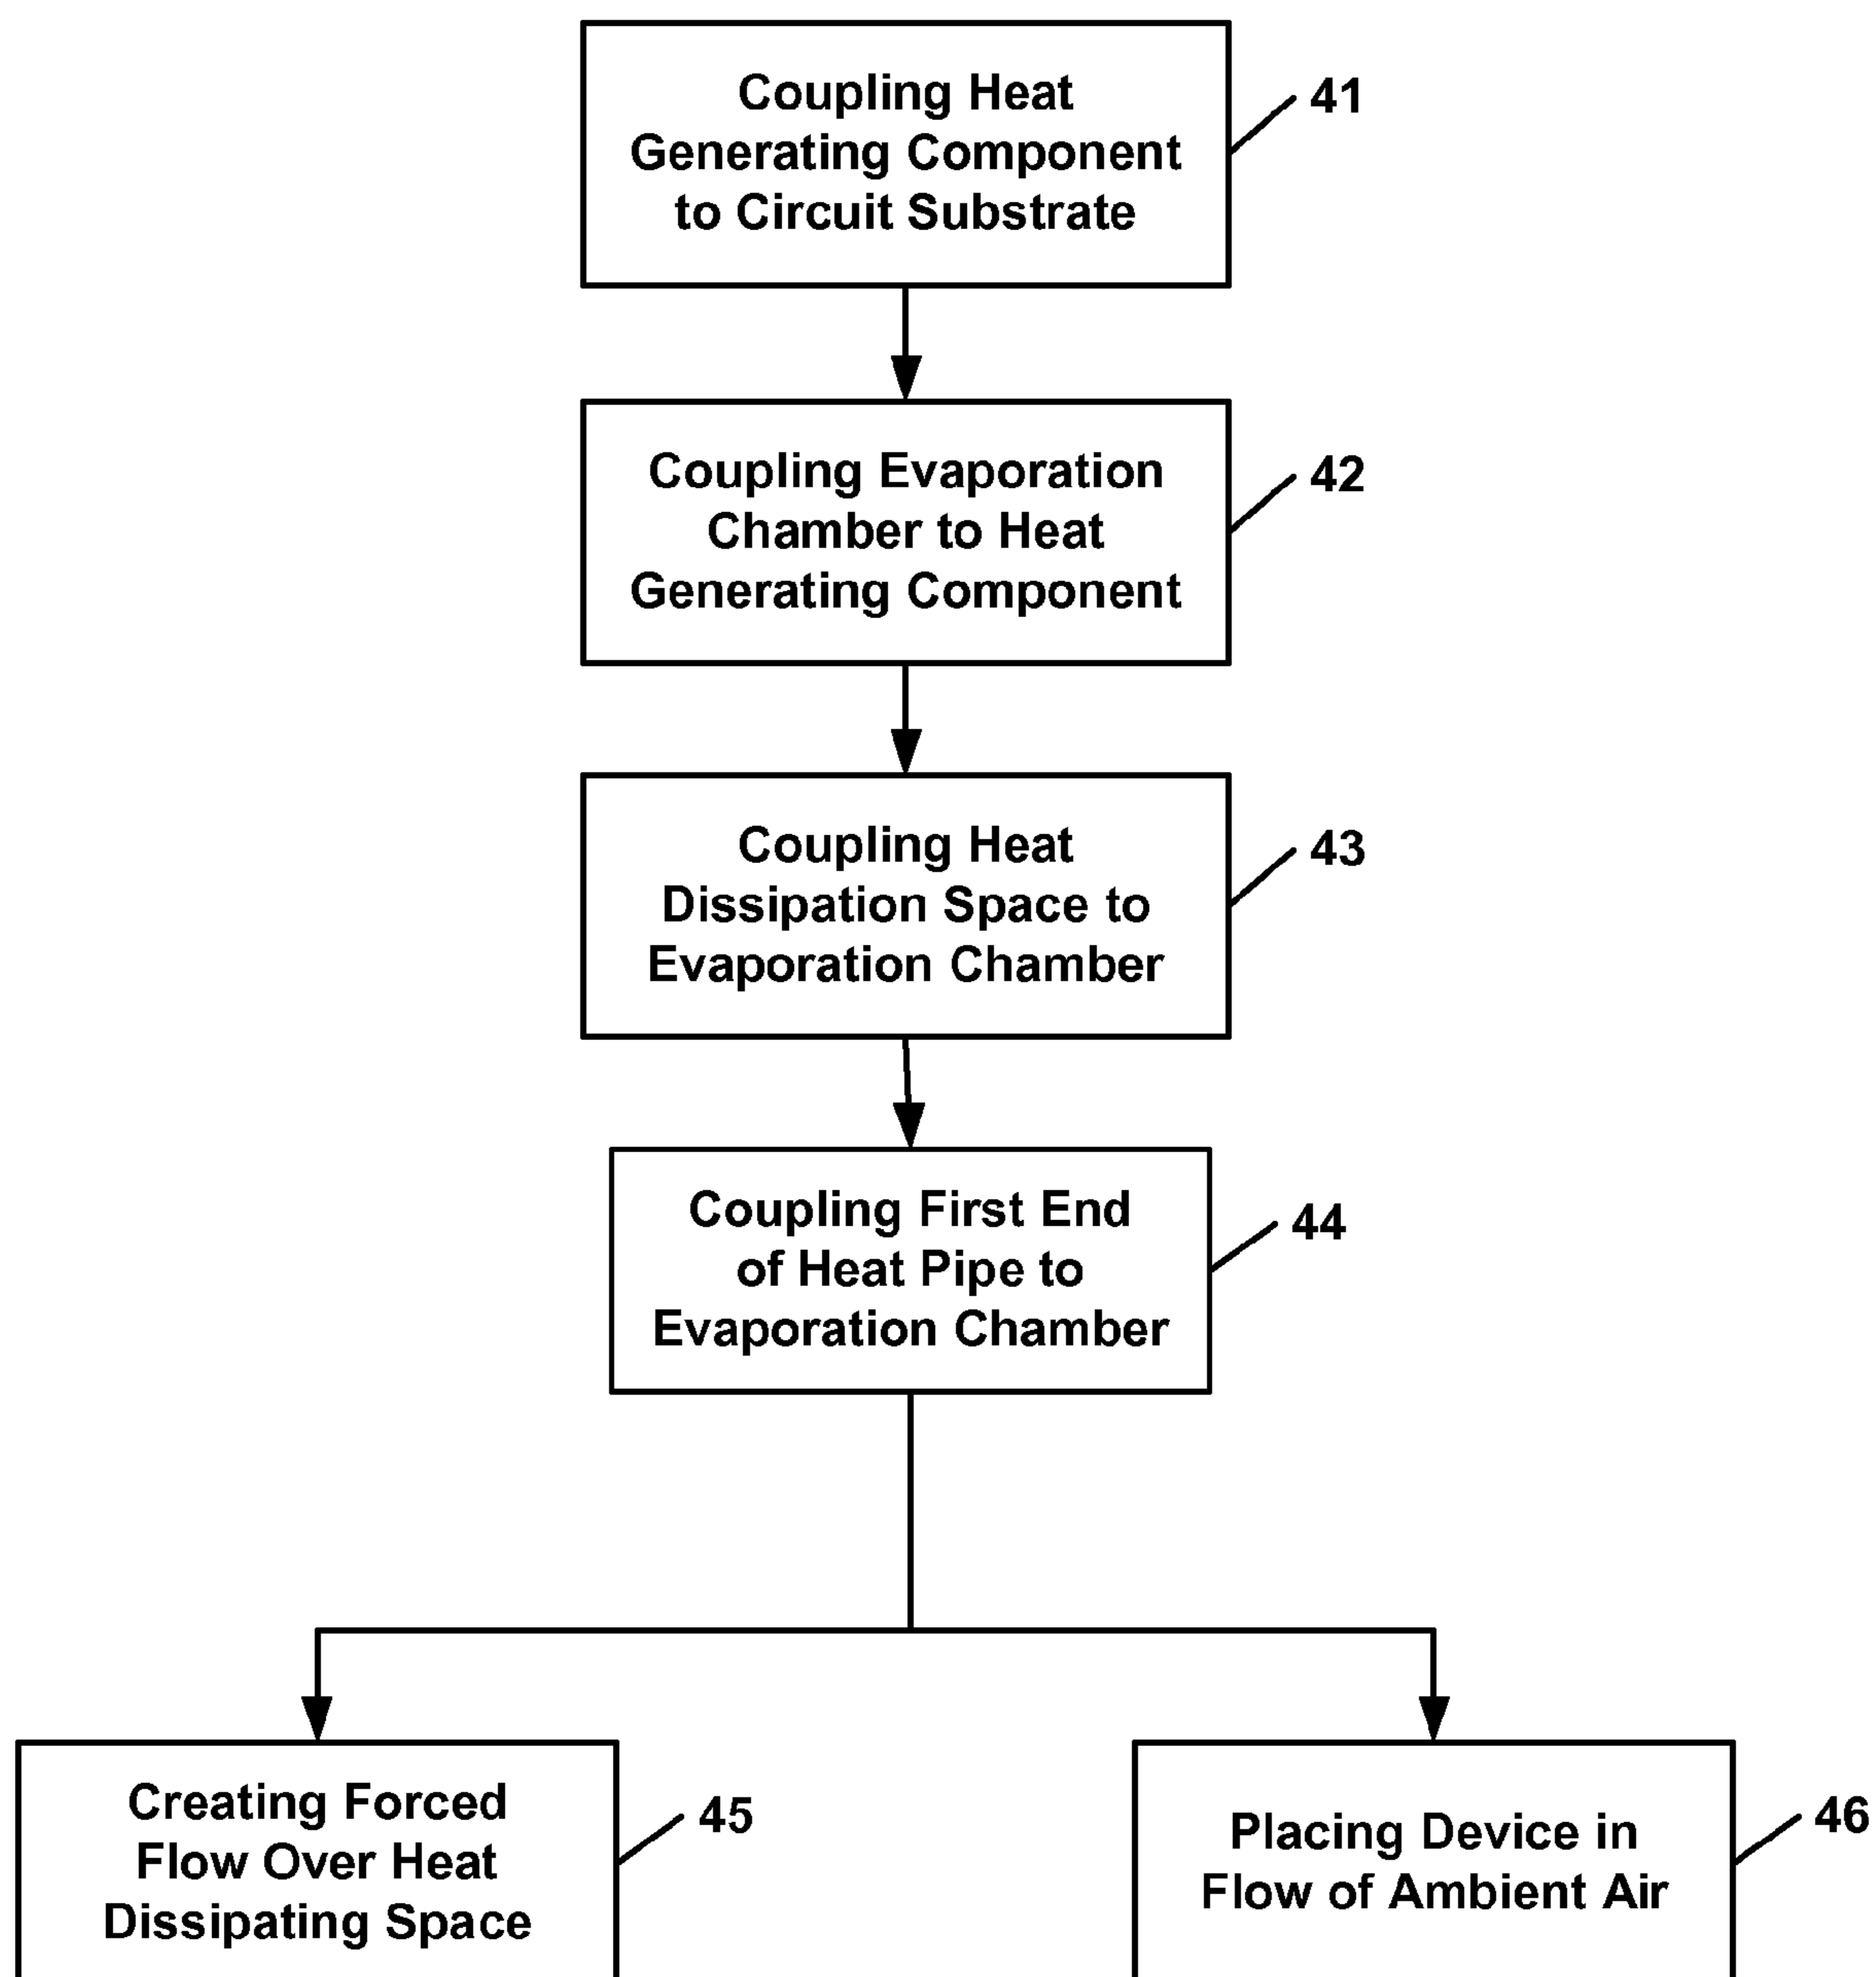 Coupling Heat
Generating Component
to Circuit Substrate
41
Coupling Evaporation
Chamber to Heat
Generating Component
42
Coupling Heat
Dissipation Space to
Evaporation Chamber
43
Coupling First End
of Heat Pipe to
Evaporation Chamber
44
Creating Forced
Flow Over Heat
Dissipating Space
45
Placing Device in
Flow of Ambient Air
46